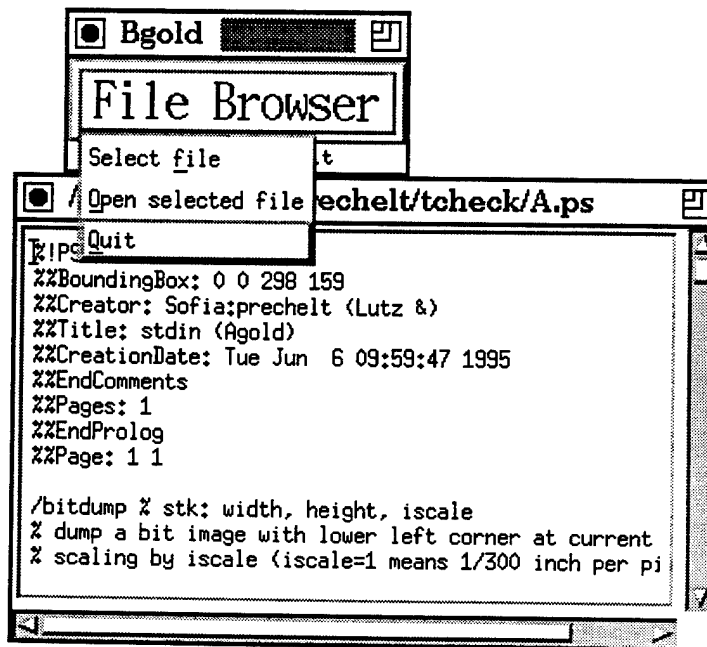 Bgold
File Browser
Select file
.t
Open selected file
/ echelt/tcheck/A.ps
Quit
%!PS
%%BoundingBox: 0 0 298 159
%%Creator: Sofia:prechelt (Lutz &)
%%Title: stdin (Agold)
%%CreationDate: Tue Jun  6 09:59:47 1995
%%EndComments
%%Pages: 1
%%EndProlog
%%Page: 1 1
/bitdump % stk: width, height, iscale
% dump a bit image with lower left corner at current
% scaling by iscale (iscale=1 means 1/300 inch per pi